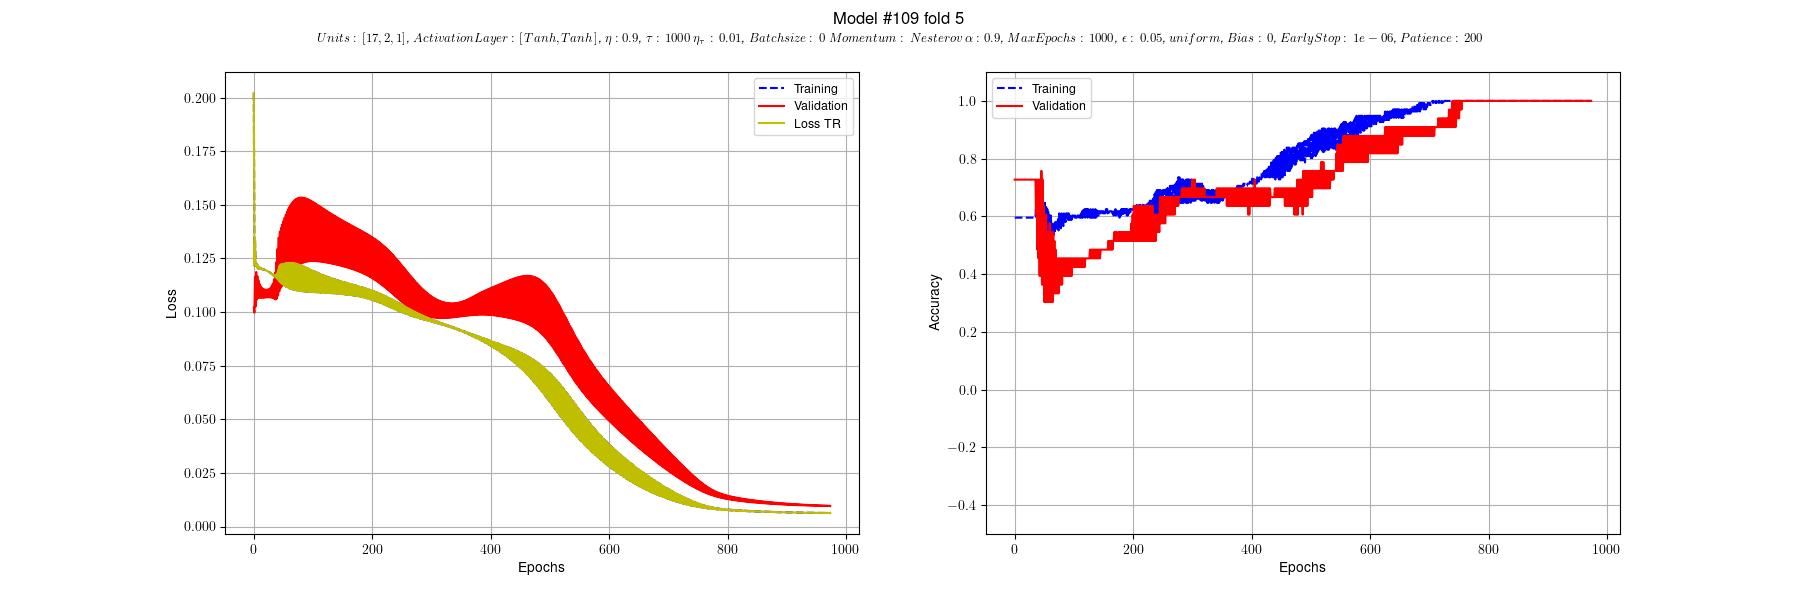 Model #109 fold 5
Units : [17, 2, 1], ActivationLayer : [Tanh, Tanh], η : 0.9, τ : 1000 η_τ : 0.01, Batchsize : 0 Momentum : Nesterov α : 0.9, MaxEpochs : 1000, ϵ : 0.05, uniform, Bias : 0, EarlyStop : 1e − 06, Patience : 200
Training
Validation
Loss TR
0.200
0.175
0.150
0.125
0.100
0.075
0.050
0.025
0.000
Loss
0 200 400 600 800 1000
Epochs
Training
Validation
1.0
0.8
0.6
0.4
0.2
0.0
−0.2
−0.4
Accuracy
0 200 400 600 800 1000
Epochs